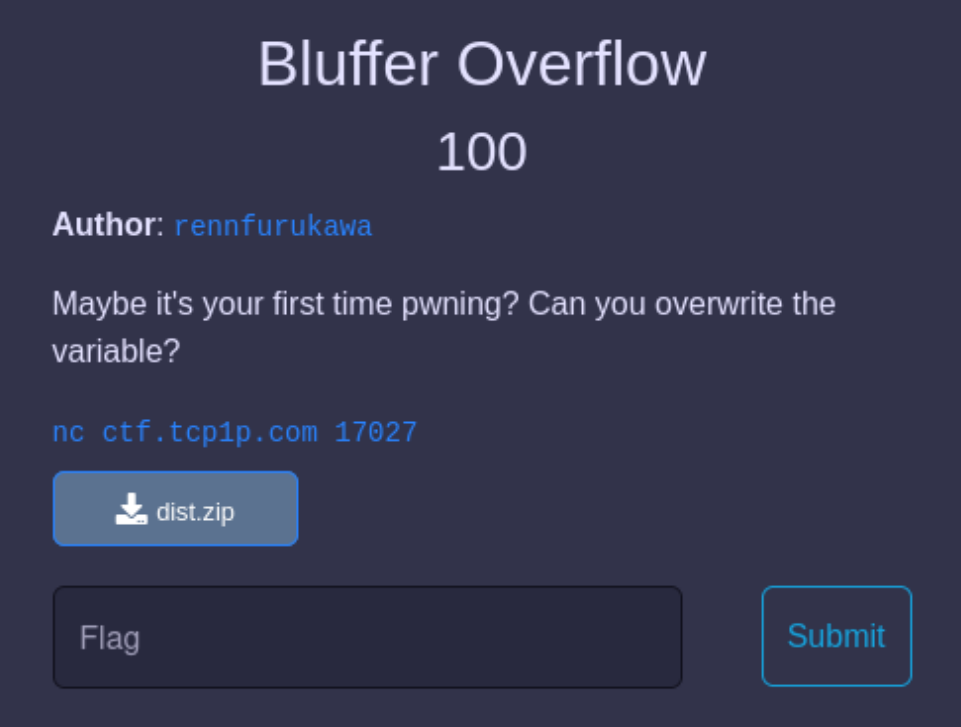 Bluffer Overflow
100
Author: rennfurukawa
Maybe it's your first time pwning? Can you overwrite the
variable?
nc ctf.tcp1p.com 17027
dist.zip
Flag
Submit